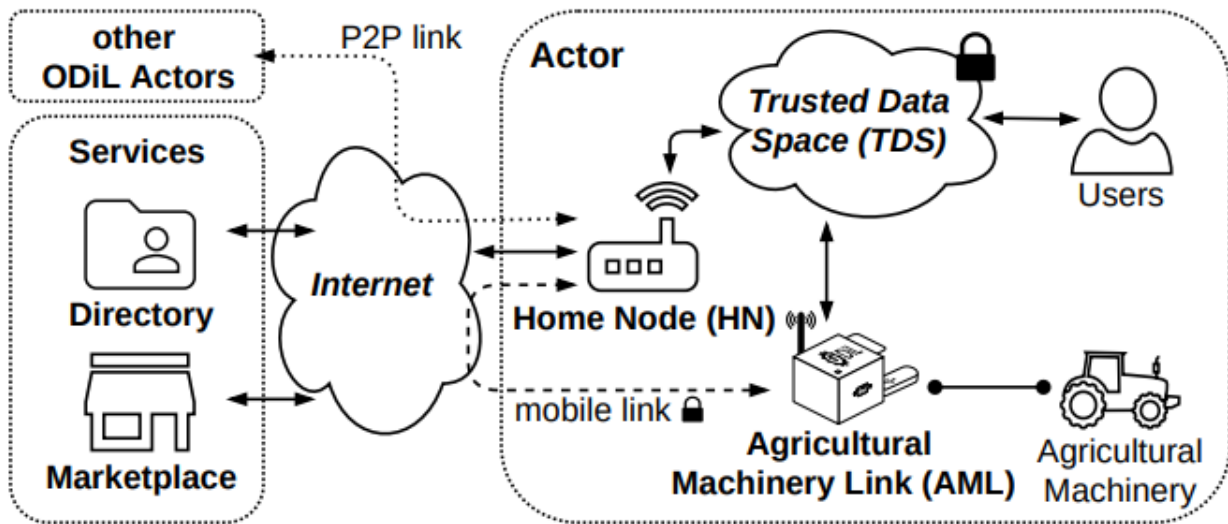 other
ODiL Actors
P2P link
Actor
Trusted Data
Space (TDS)
Users
Services
Directory
Marketplace
Internet
Home Node (HN)
mobile link
Agricultural
Machinery Link (AML)
Agricultural
Machinery